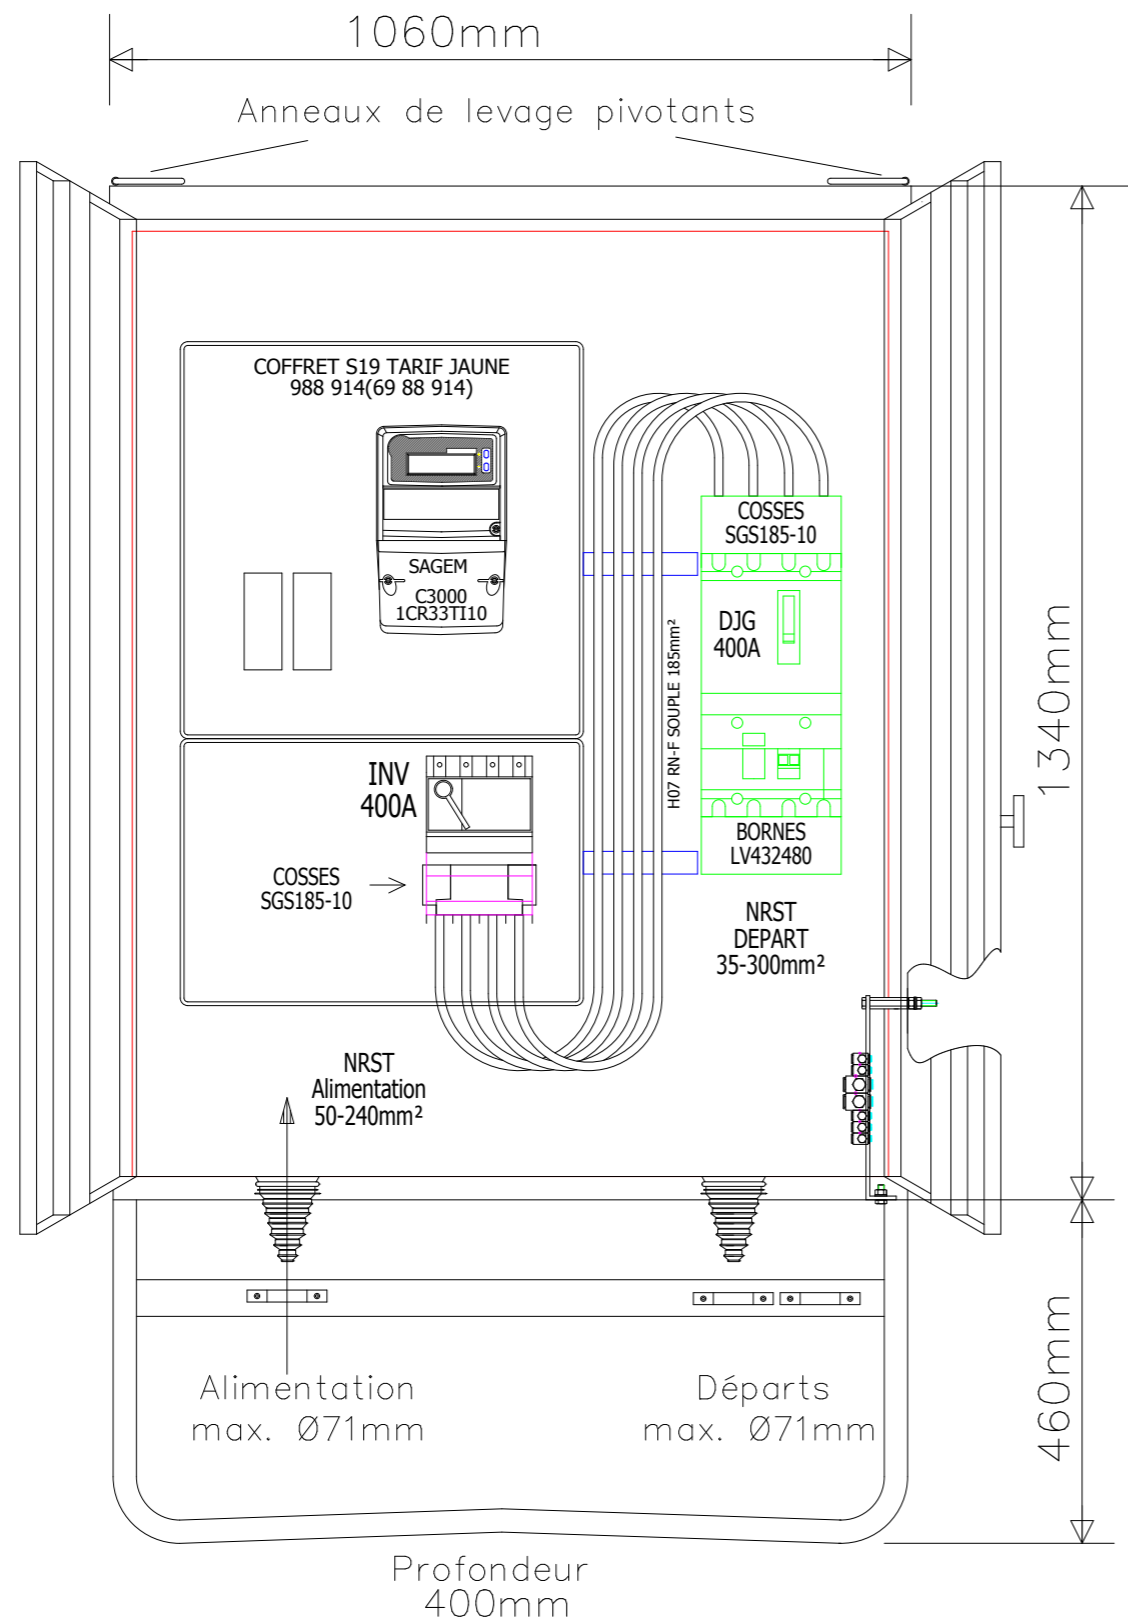 1060mm
Anneaux de levage pivotants
COFFRET S19 TARIF JAUNE
988 914(69 88 914)
SAGEM
C3000
1CR33TI10
COSSES
SGS185-10
DJG
400A
H07 RN-F SOUPLE 185mm²
1340mm
INV
400A
BORNES
LV432480
COSSES
SGS185-10
NRST
DEPART
35-300mm²
NRST
Alimentation
50-240mm²
460mm
Alimentation
max. Ø71mm
Départs
max. Ø71mm
Profondeur
400mm